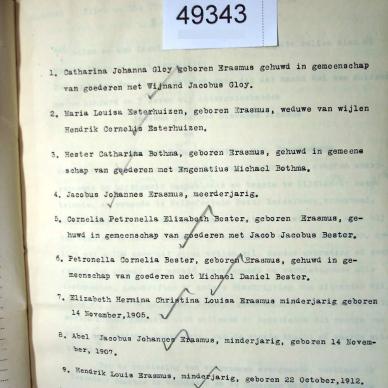 49343
1. Catharina Johanna Gloy geboren Erasmus gehuwd in gemeenschap
van goederen met Wijnand Jacobus Gloy.
2. Maria Louisa Esterhuizen, geboren Erasmus, weduwe van wijlen
Hendrik Cornelis Esterhuizen.
3. Hester Catharina Bothma, geboren Erasmus, gehuwd in gemeene
schap van goederen met Engenatius Michael Bothma.
4. Jacobus Johannes Erasmus, meerderjarig.
5. Cornelia Petronella Elizabeth Bester, geboren Erasmus, ge-
huwd in gemeenschap van goederen met Jacob Jacobus Bester.
6. Petronella Cornelia Bester, geboren Erasmus, gehuwd in ge-
meenschap van goederen met Michael Daniel Bester.
7. Elizabeth Hermina Christina Louisa Erasmus minderjarig geboren
14 November, 1905.
8. Abel Jacobus Johannes Erasmus, minderjarig, geboren 14 Novem-
ber, 1907.
9. Hendrik Louis Erasmus, minderjarig, geboren 22 October, 1912.